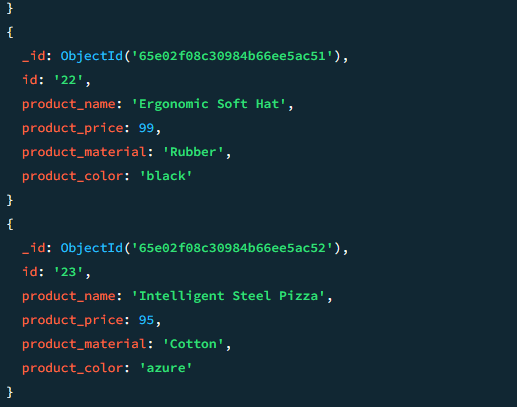 }
{
_id: ObjectId('65e02f08c30984b66ee5ac51'),
id: '22',
product_name: 'Ergonomic Soft Hat',
product_price: 99,
product_material: 'Rubber',
product_color: 'black'
}
{
_id: ObjectId('65e02f08c30984b66ee5ac52'),
id: '23',
product_name: 'Intelligent Steel Pizza',
product_price: 95,
product_material: 'Cotton',
product_color: 'azure'
}